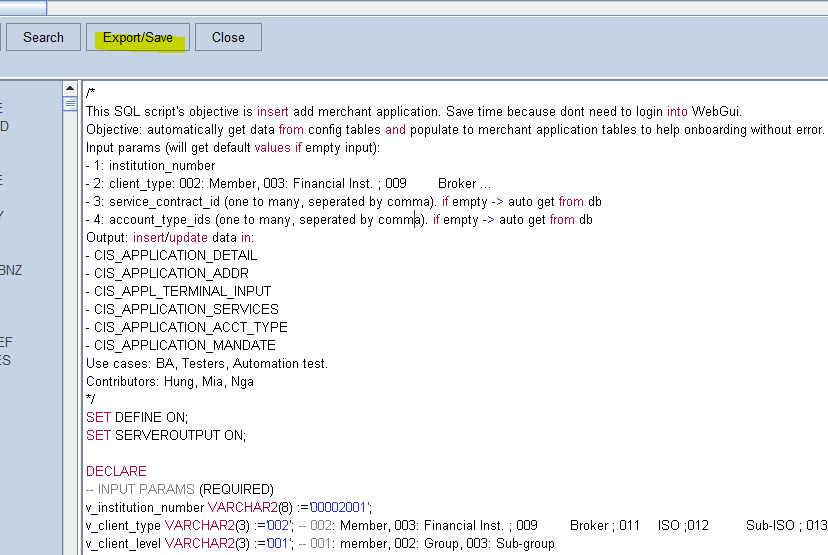 Search
Export/Save
Close
E
D
E
Y
BNZ
EF
ES
/*
This SQL script's objective is insert add merchant application. Save time because dont need to login into WebGui.
Objective: automatically get data from config tables and populate to merchant application tables to help onboarding without error.
Input params (will get default values if empty input):
- 1: institution_number
- 2: client_type: 002: Member, 003: Financial Inst. ; 009 Broker ...
- 3: service_contract_id (one to many, seperated by comma). if empty -> auto get from db
- 4: account_type_ids (one to many, seperated by comma). if empty -> auto get from db
Output: insert/update data in:
- CIS_APPLICATION_DETAIL
- CIS_APPLICATION_ADDR
- CIS_APPL_TERMINAL_INPUT
- CIS_APPLICATION_SERVICES
- CIS_APPLICATION_ACCT_TYPE
- CIS_APPLICATION_MANDATE
Use cases: BA, Testers, Automation test.
Contributors: Hung, Mia, Nga
*/
SET DEFINE ON;
SET SERVEROUTPUT ON;
DECLARE
-- INPUT PARAMS (REQUIRED)
v_institution_number VARCHAR2(8) :='00002001';
v_client_type VARCHAR2(3) :='002'; -- 002: Member, 003: Financial Inst. ; 009 Broker ; 011 ISO ;012 Sub-ISO ; 013
v_client_level VARCHAR2(3) :='001'; -- 001: member, 002: Group, 003: Sub-group